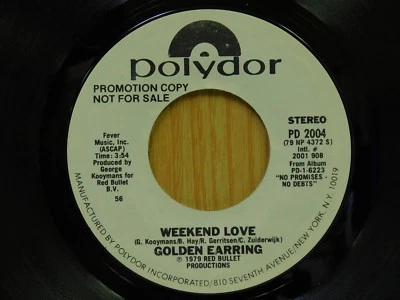 polydor
PROMOTION COPY
NOT FOR SALE
STEREO
PD 2004
(79 NP 4372 S)
Intl. #
2001 908
From Album
PD-1-6223
"NO PROMISES -
NO DEBTS"
Fever
Music, Inc.
(ASCAP)
Time: 3:54
Produced by
George
Kooymans for
Red Bullet
B.V.
56
WEEKEND LOVE
(G. Kooymans/B. Hay/R. Gerritsen/C. Zuiderwijk)
GOLDEN EARRING
℗ 1979 RED BULLET
PRODUCTIONS
MANUFACTURED BY POLYDOR INCORPORATED/810 SEVENTH AVENUE/NEW YORK, N.Y. 10019